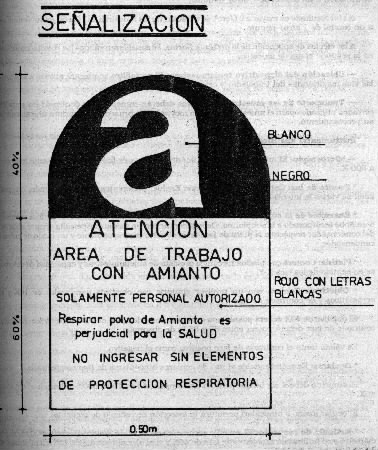 SEÑALIZACION
a
BLANCO
NEGRO
40%
ATENCION
AREA DE TRABAJO
CON AMIANTO
SOLAMENTE PERSONAL AUTORIZADO
ROJO CON LETRAS
BLANCAS
Respirar polvo de Amianto es
perjudicial para la SALUD
60%
NO INGRESAR SIN ELEMENTOS
DE PROTECCION RESPIRATORIA
0.50m